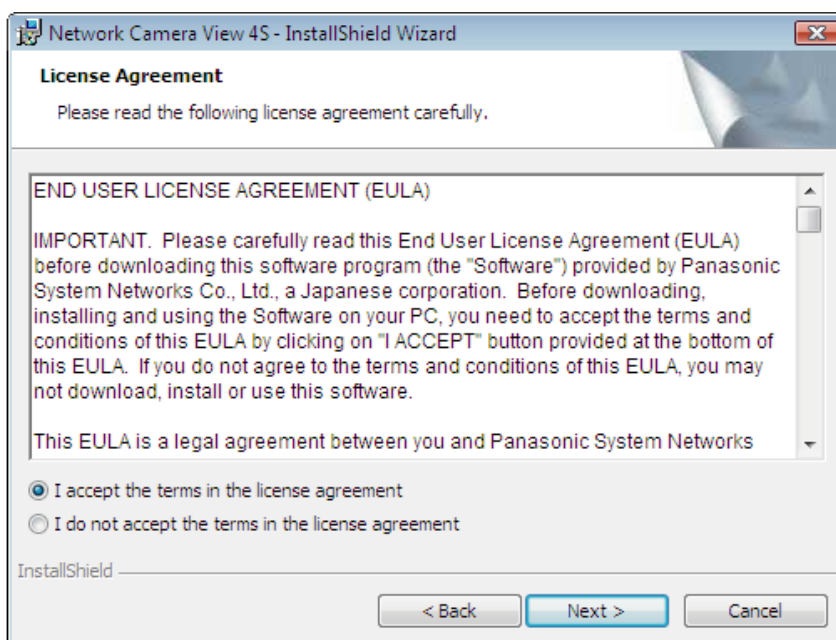 Network Camera View 4S - InstallShield Wizard
License Agreement
Please read the following license agreement carefully.
END USER LICENSE AGREEMENT (EULA)
IMPORTANT.  Please carefully read this End User License Agreement (EULA)
before downloading this software program (the "Software") provided by Panasonic
System Networks Co., Ltd., a Japanese corporation.  Before downloading,
installing and using the Software on your PC, you need to accept the terms and
conditions of this EULA by clicking on "I ACCEPT" button provided at the bottom of
this EULA.  If you do not agree to the terms and conditions of this EULA, you may
not download, install or use this software.
This EULA is a legal agreement between you and Panasonic System Networks
I accept the terms in the license agreement
I do not accept the terms in the license agreement
InstallShield
< Back
Next >
Cancel